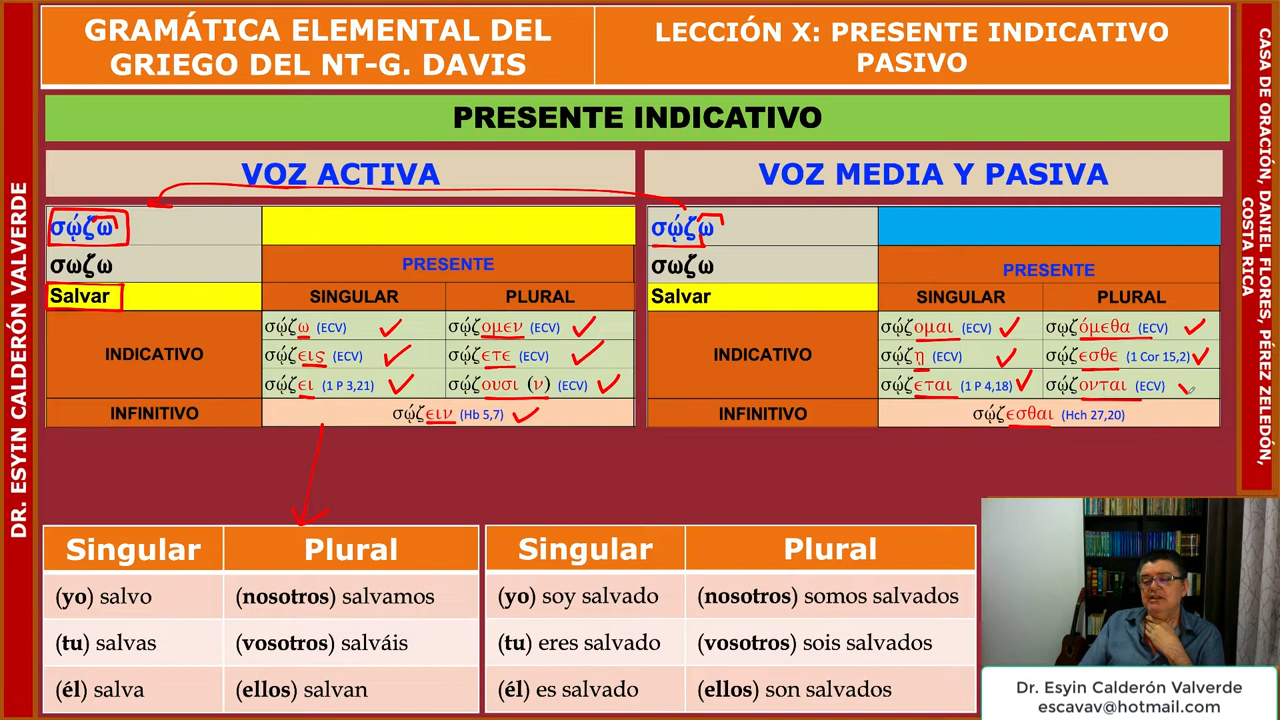 GRAMÁTICA ELEMENTAL DEL
GRIEGO DEL NT-G. DAVIS
LECCIÓN X: PRESENTE INDICATIVO
PASIVO
DR. ESYIN CALDERÓN VALVERDE
CASA DE ORACIÓN, DANIEL FLORES, PÉREZ ZELEDÓN,
COSTA RICA
PRESENTE INDICATIVO
VOZ ACTIVA
σῴζω
σωζω
PRESENTE
Salvar
SINGULAR
PLURAL
INDICATIVO
σῴζω (ECV)
σῴζομεν (ECV)
σῴζεις (ECV)
σῴζετε (ECV)
σῴζει (1 P 3,21)
σῴζουσι (ν) (ECV)
INFINITIVO
σῴζειν (Hb 5,7)
VOZ MEDIA Y PASIVA
σῴζω
σωζω
PRESENTE
Salvar
SINGULAR
PLURAL
INDICATIVO
σῴζομαι (ECV)
σῳζόμεθα (ECV)
σῴζῃ (ECV)
σῴζεσθε (1 Cor 15,2)
σῴζεται (1 P 4,18)
σῴζονται (ECV)
INFINITIVO
σῴζεσθαι (Hch 27,20)
Singular
Plural
(yo) salvo
(nosotros) salvamos
(tu) salvas
(vosotros) salváis
(él) salva
(ellos) salvan
Singular
Plural
(yo) soy salvado
(nosotros) somos salvados
(tu) eres salvado
(vosotros) sois salvados
(él) es salvado
(ellos) son salvados
Dr. Esyin Calderón Valverde
escavav@hotmail.com